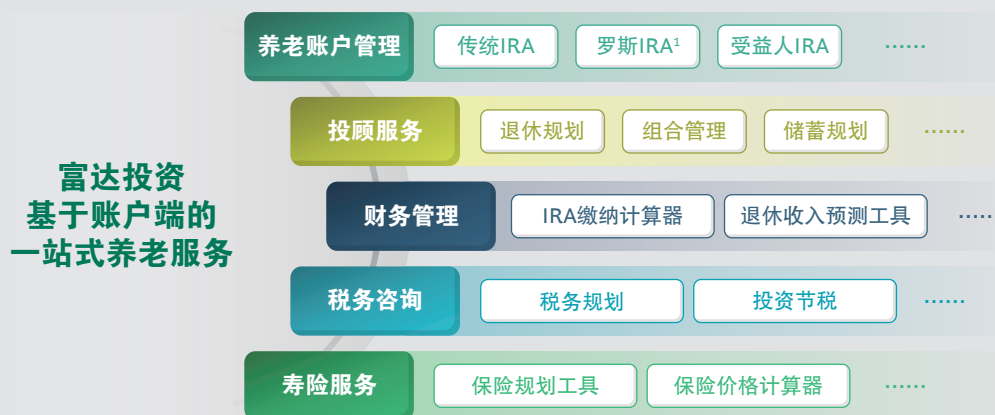 富达投资
基于账户端的
一站式养老服务
养老账户管理 传统IRA 罗斯IRA¹ 受益人IRA ……
投顾服务 退休规划 组合管理 储蓄规划 ……
财务管理 IRA缴纳计算器 退休收入预测工具 ……
税务咨询 税务规划 投资节税 ……
寿险服务 保险规划工具 保险价格计算器 ……